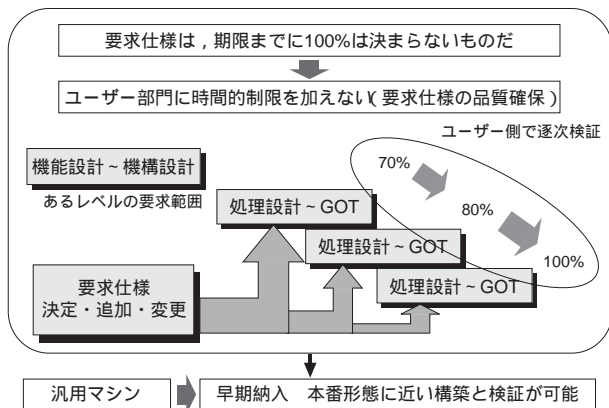 要求仕様は，期限までに100%は決まらないものだ
ユーザー部門に時間的制限を加えない（要求仕様の品質確保）
ユーザー側で逐次検証
機能設計～機構設計
あるレベルの要求範囲
70%
80%
100%
処理設計～GOT
処理設計～GOT
処理設計～GOT
要求仕様
決定・追加・変更
汎用マシン
早期納入　本番形態に近い構築と検証が可能